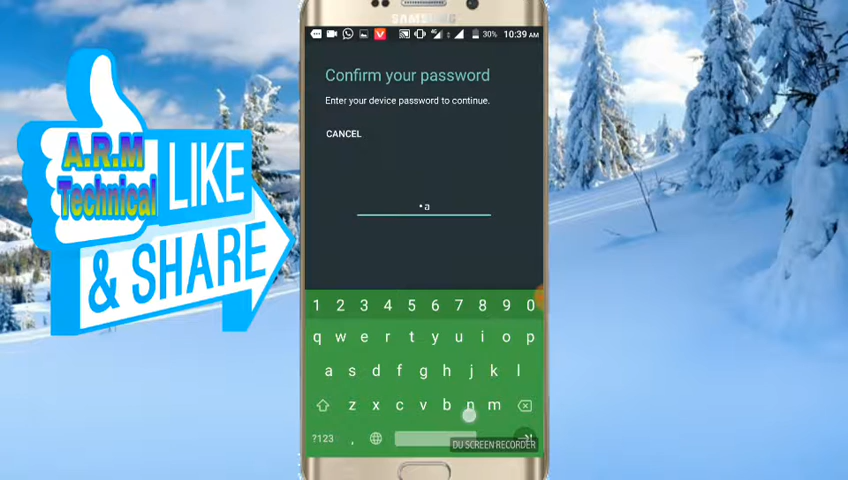 SAMSUNG
30% 10:39 AM
Confirm your password
Enter your device password to continue.
CANCEL
•a
A.R.M
Technical
LIKE
& SHARE
1 2 3 4 5 6 7 8 9 0
q w e r t y u i o p
a s d f g h j k l
z x c v b n m
?123 ,
DU SCREEN RECORDER